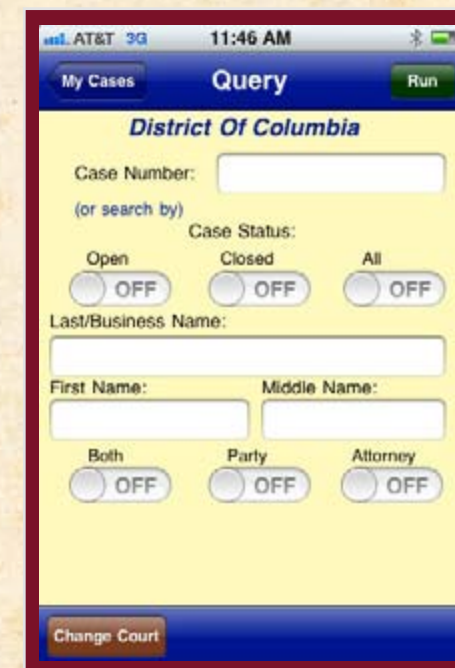 AT&T 3G 11:46 AM
My Cases Query Run
District Of Columbia
Case Number:
(or search by)
Case Status:
Open Closed All
OFF OFF OFF
Last/Business Name:
First Name: Middle Name:
Both Party Attorney
OFF OFF OFF
Change Court